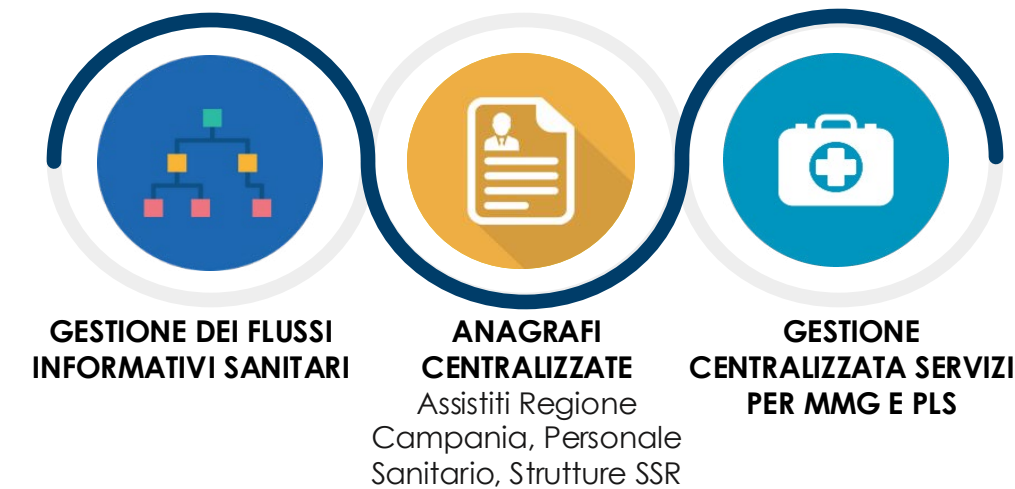 GESTIONE DEI FLUSSI
INFORMATIVI SANITARI
ANAGRAFI
CENTRALIZZATE
Assistiti Regione
Campania, Personale
Sanitario, Strutture SSR
GESTIONE
CENTRALIZZATA SERVIZI
PER MMG E PLS